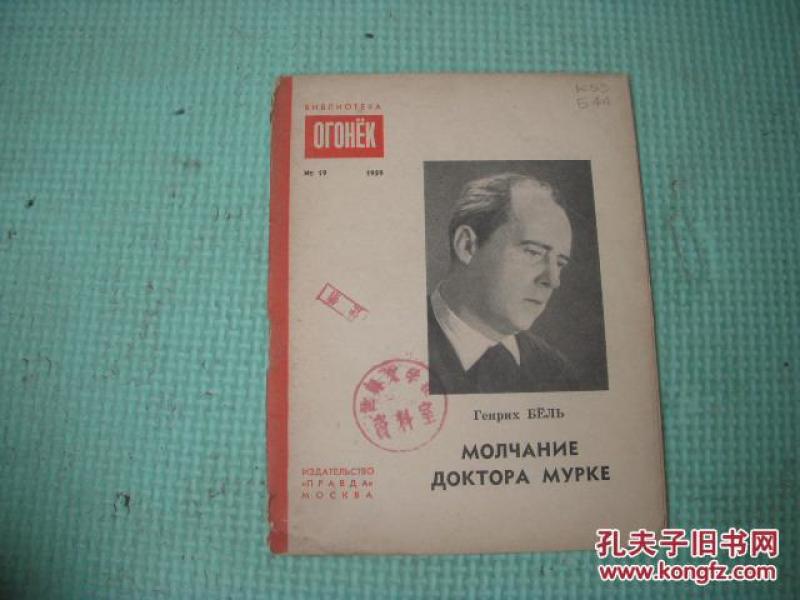 К53
Б44
БИБЛИОТЕКА
ОГОНЁК
№ 19 1959
Генрих БЁЛЬ
МОЛЧАНИЕ
ДОКТОРА МУРКЕ
资料室
ИЗДАТЕЛЬСТВО
«ПРАВДА»
МОСКВА
孔夫子旧书网
www.kongfz.com